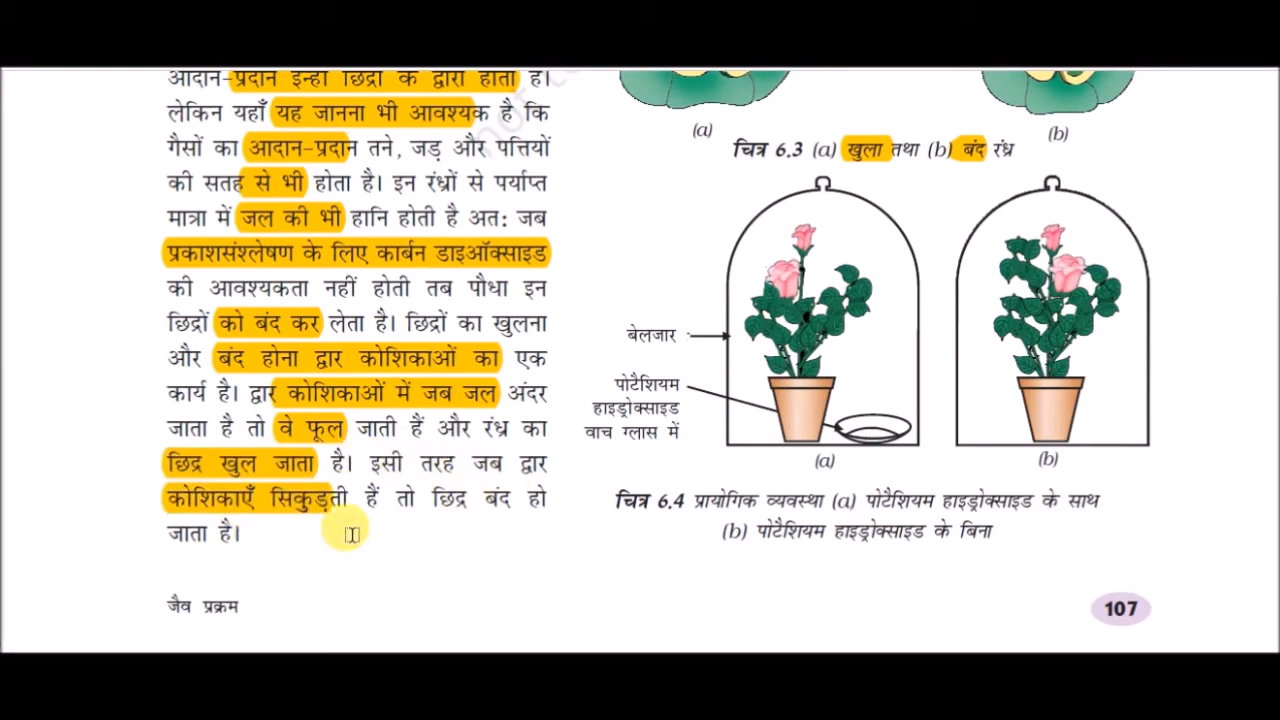 आदान-प्रदान इन्हीं छिद्रों के द्वारा होता है।
लेकिन यहाँ यह जानना भी आवश्यक है कि
गैसों का आदान-प्रदान तने, जड़ और पत्तियों
की सतह से भी होता है। इन रंध्रों से पर्याप्त
मात्रा में जल की भी हानि होती है अत: जब
प्रकाशसंश्लेषण के लिए कार्बन डाइऑक्साइड
की आवश्यकता नहीं होती तब पौधा इन
छिद्रों को बंद कर लेता है। छिद्रों का खुलना
और बंद होना द्वार कोशिकाओं का एक
कार्य है। द्वार कोशिकाओं में जब जल अंदर
जाता है तो वे फूल जाती हैं और रंध्र का
छिद्र खुल जाता है। इसी तरह जब द्वार
कोशिकाएँ सिकुड़ती हैं तो छिद्र बंद हो
जाता है।
(a)
(b)
चित्र 6.3 (a) खुला तथा (b) बंद रंध्र
बेलजार
पोटैशियम
हाइड्रोक्साइड
वाच ग्लास में
(a)
(b)
चित्र 6.4 प्रायोगिक व्यवस्था (a) पोटैशियम हाइड्रोक्साइड के साथ
(b) पोटैशियम हाइड्रोक्साइड के बिना
जैव प्रक्रम
107